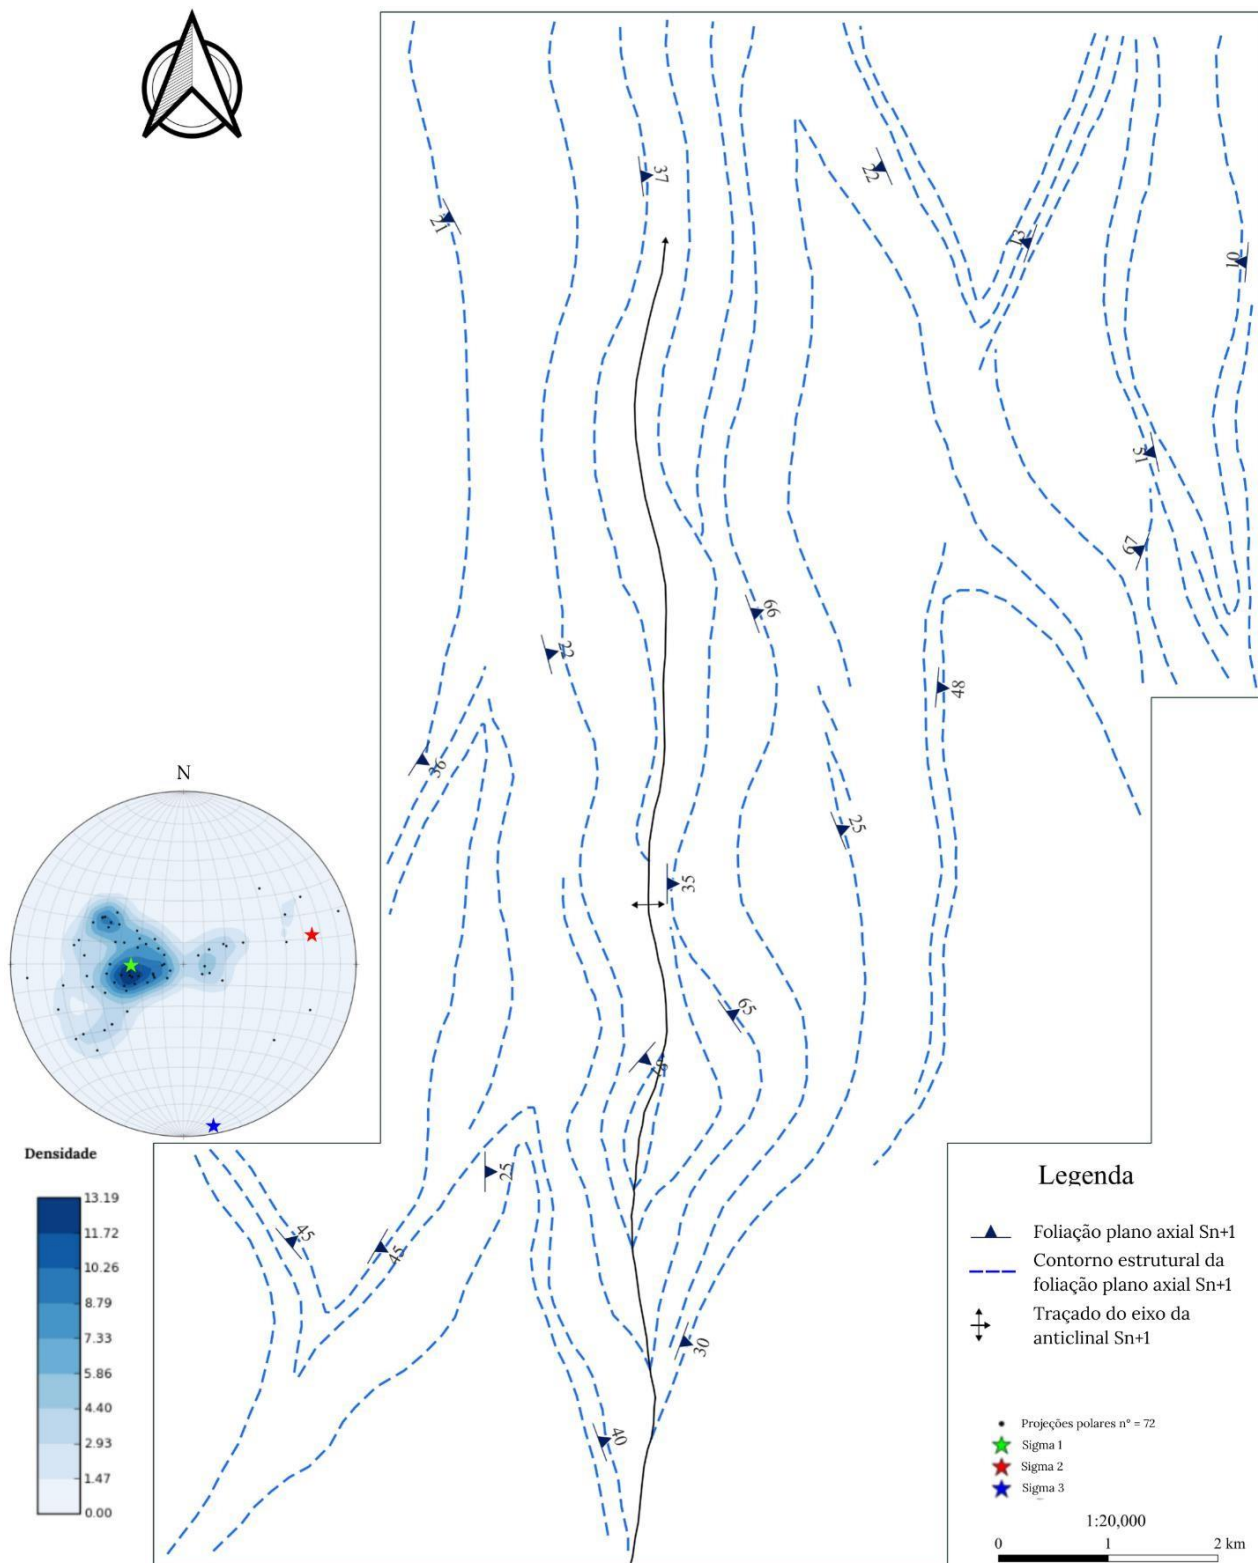 37
22
21
13
10
51
67
66
22
48
36
N
25
35
65
81
Densidade
13.19
11.72
10.26
8.79
7.33
5.86
4.40
2.93
1.47
0.00
25
45
45
30
40
Legenda
Foliação plano axial Sn+1
Contorno estrutural da
foliação plano axial Sn+1
Traçado do eixo da
anticlinal Sn+1
Projeções polares n° = 72
Sigma 1
Sigma 2
Sigma 3
1:20,000
0 1 2 km